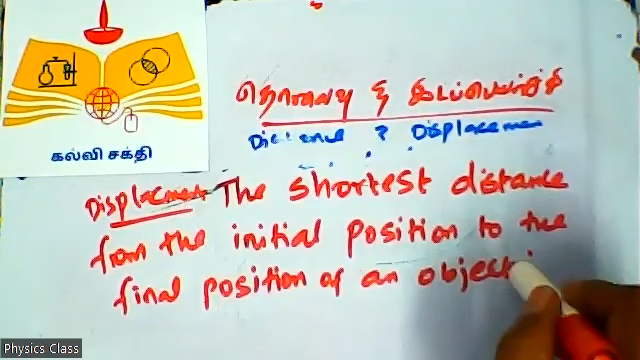 தொலைவு & இடப்பெயர்ச்சி
Distance & Displacement
கல்வி சக்தி
Displacement - The shortest distance
from the initial position to the
final position of an object
Physics Class